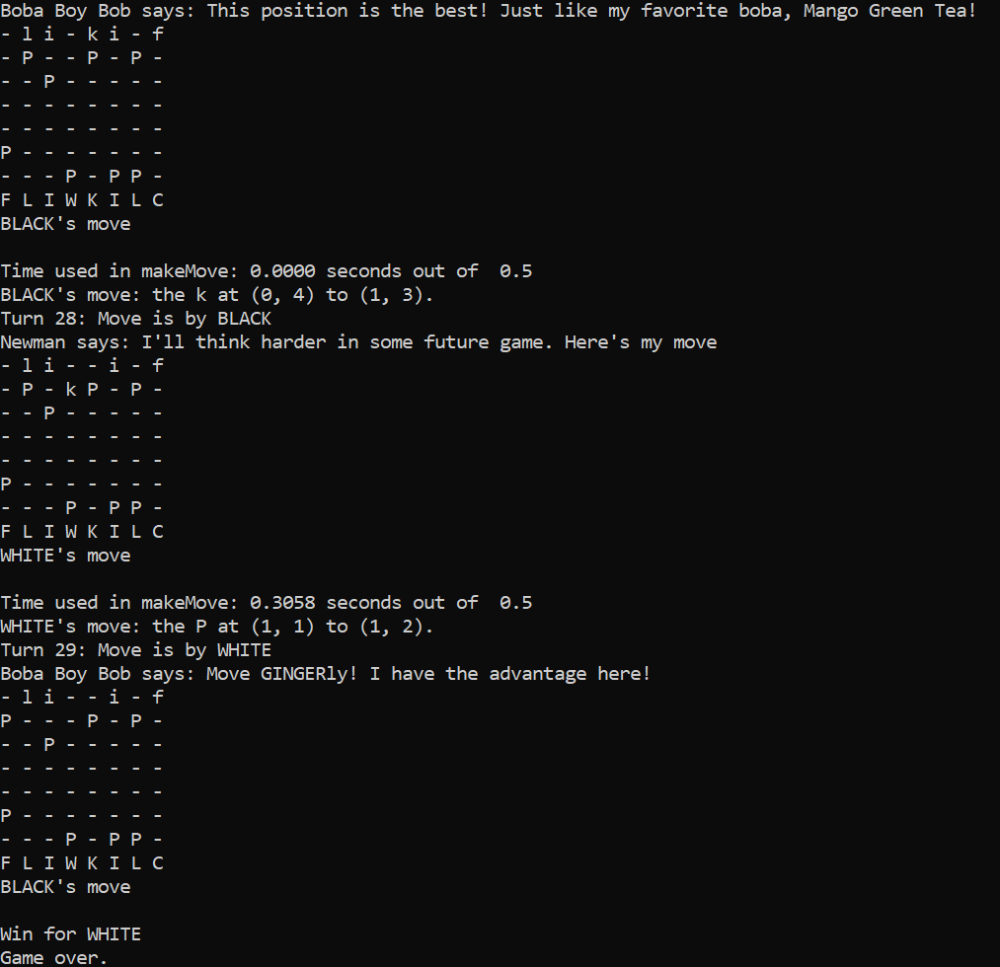 Boba Boy Bob says: This position is the best! Just like my favorite boba, Mango Green Tea!
- l i - k i - f
- P - - P - P -
- - P - - - - -
- - - - - - - -
- - - - - - - -
P - - - - - - -
- - - P - P P -
F L I W K I L C
BLACK's move

Time used in makeMove: 0.0000 seconds out of  0.5
BLACK's move: the k at (0, 4) to (1, 3).
Turn 28: Move is by BLACK
Newman says: I'll think harder in some future game. Here's my move
- l i - - i - f
- P - k P - P -
- - P - - - - -
- - - - - - - -
- - - - - - - -
P - - - - - - -
- - - P - P P -
F L I W K I L C
WHITE's move

Time used in makeMove: 0.3058 seconds out of  0.5
WHITE's move: the P at (1, 1) to (1, 2).
Turn 29: Move is by WHITE
Boba Boy Bob says: Move GINGERly! I have the advantage here!
- l i - - i - f
P - - - P - P -
- - P - - - - -
- - - - - - - -
- - - - - - - -
P - - - - - - -
- - - P - P P -
F L I W K I L C
BLACK's move

Win for WHITE
Game over.